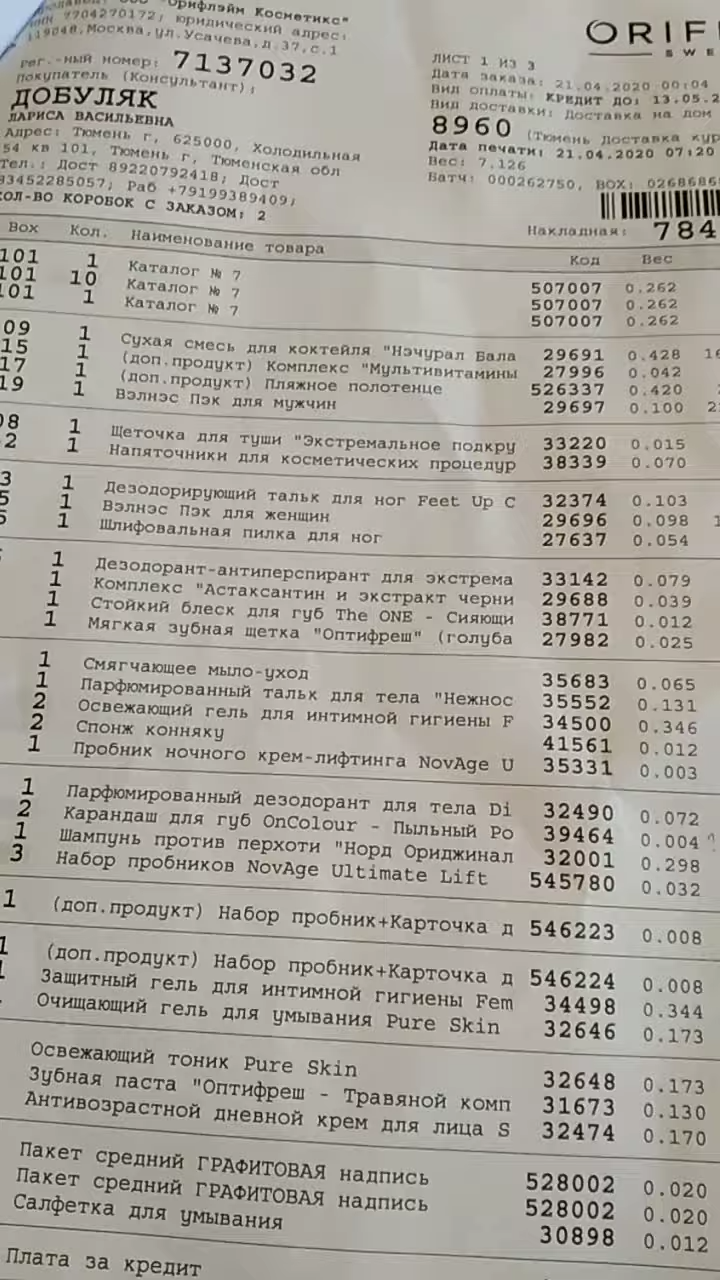 "Орифлэйм Косметикс"
ИНН 7704270172; юридический адрес:
119048,Москва,ул.Усачева,д.37,с.1
рег.-ный номер: 7137032
Покупатель (Консультант):
ДОБУЛЯК
ЛАРИСА ВАСИЛЬЕВНА
Адрес: Тюмень г, 625000, Холодильная
54 кв 101, Тюмень г, Тюменская обл
Тел.: Дост 89220792418; Дост
83452285057; Раб +79199389409;
КОЛ-ВО КОРОБОК С ЗАКАЗОМ: 2
ORIF
SWE
ЛИСТ 1 ИЗ 3
Дата заказа: 21.04.2020 00:04
Вид оплаты: КРЕДИТ ДО: 13.05.2
Вид доставки: Доставка на дом
8960 (Тюмень Доставка кур
Дата печати: 21.04.2020 07:20
Вес: 7.126
Батч: 000262750, BOX: 0268686
Накладная: 784
Box Кол. Наименование товара Код Вес
101 1 Каталог № 7 507007 0.262
101 10 Каталог № 7 507007 0.262
101 1 Каталог № 7 507007 0.262
09 1 Сухая смесь для коктейля "Нэчурал Бала 29691 0.428
15 1 (доп.продукт) Комплекс "Мультивитамины 27996 0.042
17 1 (доп.продукт) Пляжное полотенце 526337 0.420
19 1 Вэлнэс Пэк для мужчин 29697 0.100
08 1 Щеточка для туши "Экстремальное подкру 33220 0.015
2 1 Напяточники для косметических процедур 38339 0.070
3 1 Дезодорирующий тальк для ног Feet Up C 32374 0.103
5 1 Вэлнэс Пэк для женщин 29696 0.098
5 1 Шлифовальная пилка для ног 27637 0.054
1 Дезодорант-антиперспирант для экстрема 33142 0.079
1 Комплекс "Астаксантин и экстракт черни 29688 0.039
1 Стойкий блеск для губ The ONE - Сияющи 38771 0.012
1 Мягкая зубная щетка "Оптифреш" (голуба 27982 0.025
1 Смягчающее мыло-уход 35683 0.065
1 Парфюмированный тальк для тела "Нежнос 35552 0.131
2 Освежающий гель для интимной гигиены F 34500 0.346
2 Спонж конняку 41561 0.012
1 Пробник ночного крем-лифтинга NovAge U 35331 0.003
1 Парфюмированный дезодорант для тела Di 32490 0.072
2 Карандаш для губ OnColour - Пыльный Ро 39464 0.004
1 Шампунь против перхоти "Норд Ориджинал 32001 0.298
3 Набор пробников NovAge Ultimate Lift 545780 0.032
1 (доп.продукт) Набор пробник+Карточка д 546223 0.008
1 (доп.продукт) Набор пробник+Карточка д 546224 0.008
Защитный гель для интимной гигиены Fem 34498 0.344
Очищающий гель для умывания Pure Skin 32646 0.173
Освежающий тоник Pure Skin 32648 0.173
Зубная паста "Оптифреш - Травяной комп 31673 0.130
Антивозрастной дневной крем для лица S 32474 0.170
Пакет средний ГРАФИТОВАЯ надпись 528002 0.020
Пакет средний ГРАФИТОВАЯ надпись 528002 0.020
Салфетка для умывания 30898 0.012
Плата за кредит